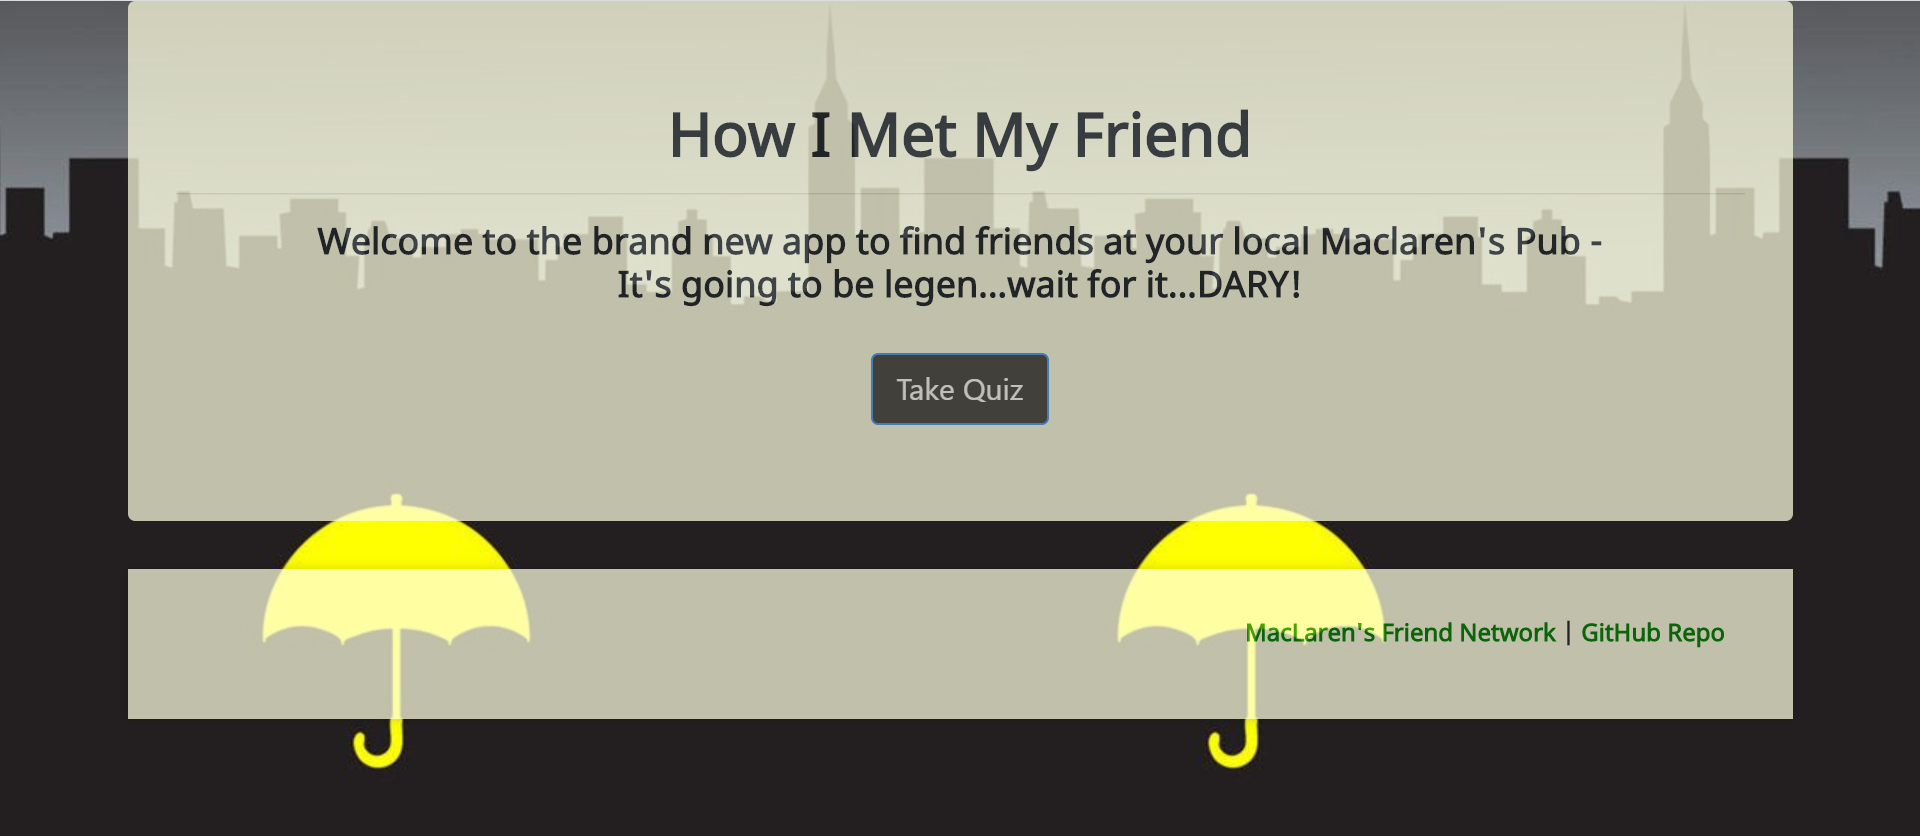 How I Met My Friend
Welcome to the brand new app to find friends at your local Maclaren's Pub -
It's going to be legen...wait for it...DARY!
Take Quiz
MacLaren's Friend Network | GitHub Repo